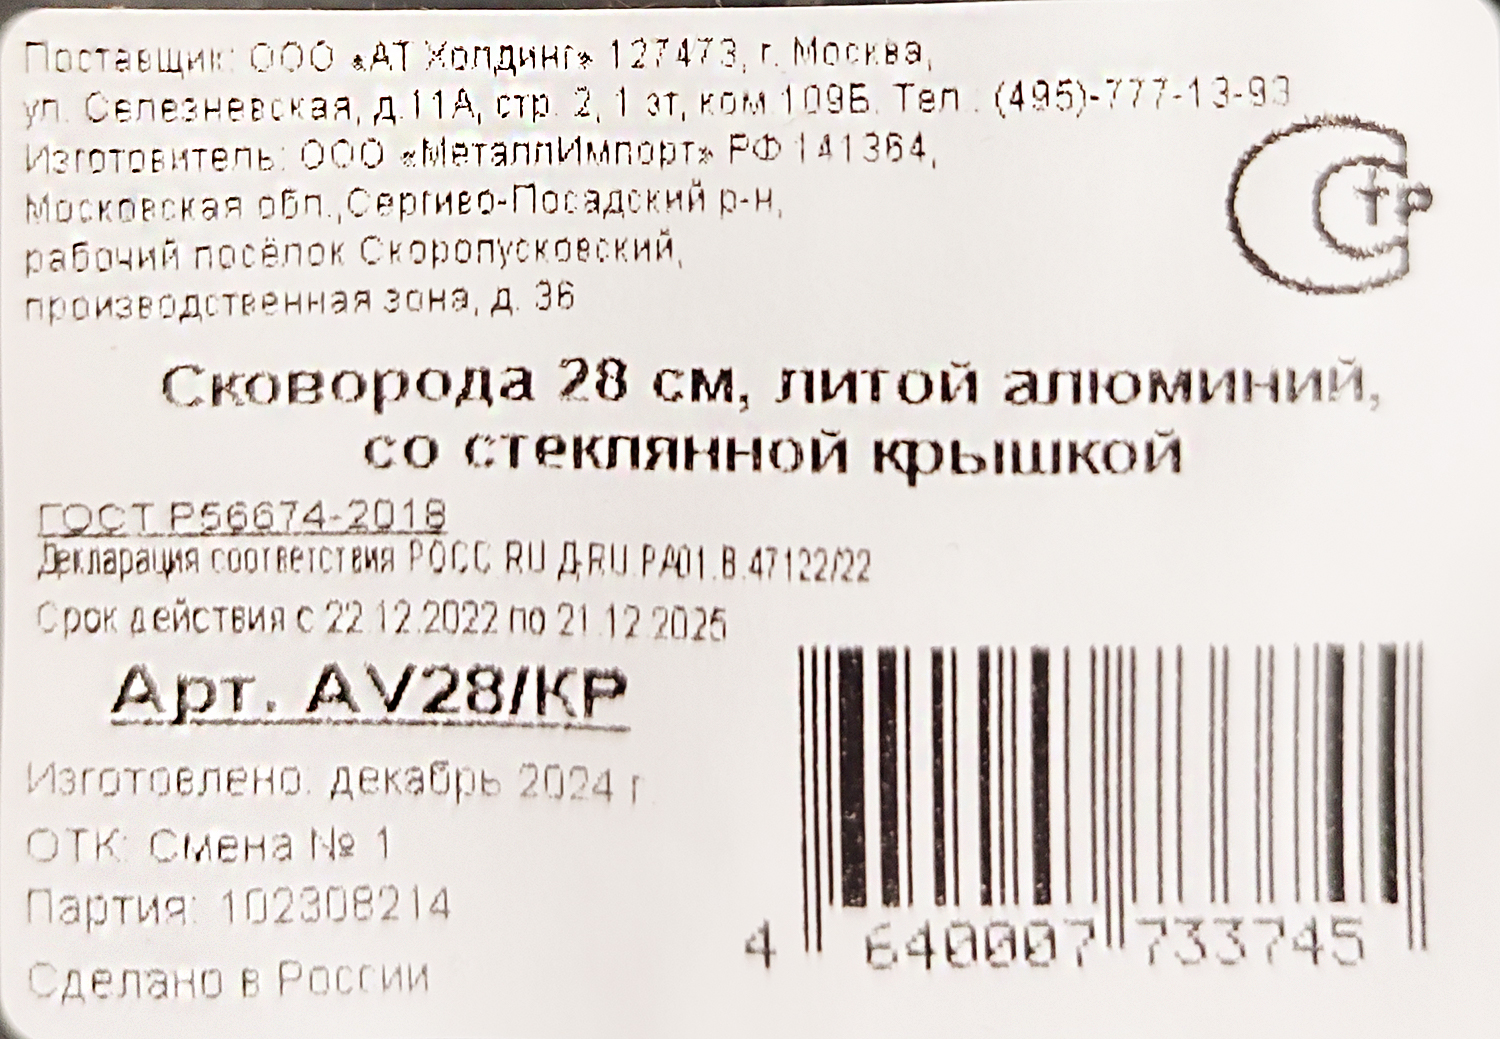 Поставщик: ООО «АТ Холдинг» 127473, г. Москва,
ул. Селезневская, д.11А, стр. 2, 1 эт, ком.109Б. Тел.: (495)-777-13-93
Изготовитель: ООО «МеталлИмпорт» РФ 141364,
Московская обл.,Сергиево-Посадский р-н,
рабочий посёлок Скоропусковский,
производственная зона, д. 36
СТР
Сковорода 28 см, литой алюминий,
со стеклянной крышкой
ГОСТ Р56674-2018
Декларация соответствия РОСС RU Д-RU.РА01.В.47122/22
Срок действия с 22.12.2022 по 21.12.2025
Арт. AV28/КР
Изготовлено: декабрь 2024 г
ОТК: Смена № 1
Партия: 102308214
Сделано в России
4 640007 733745